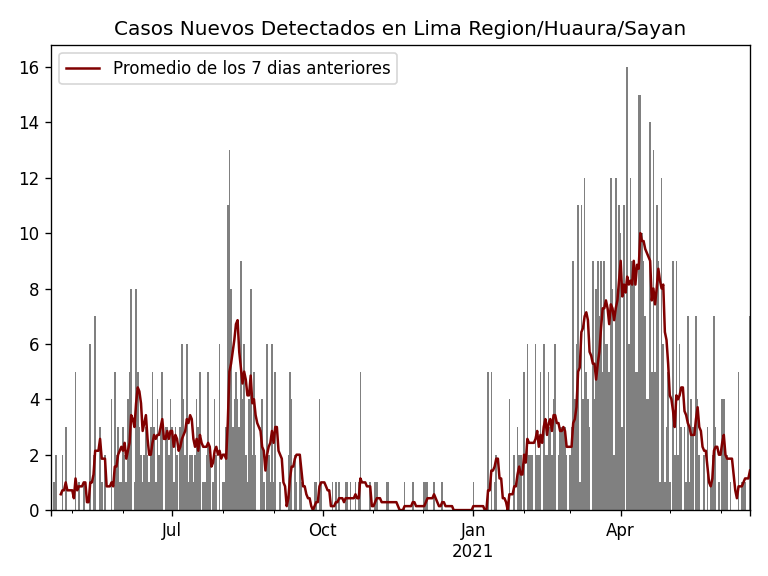 Casos Nuevos Detectados en Lima Region/Huaura/Sayan
Promedio de los 7 dias anteriores
16
14
12
10
8
6
4
2
0
Jul
Oct
Jan
2021
Apr